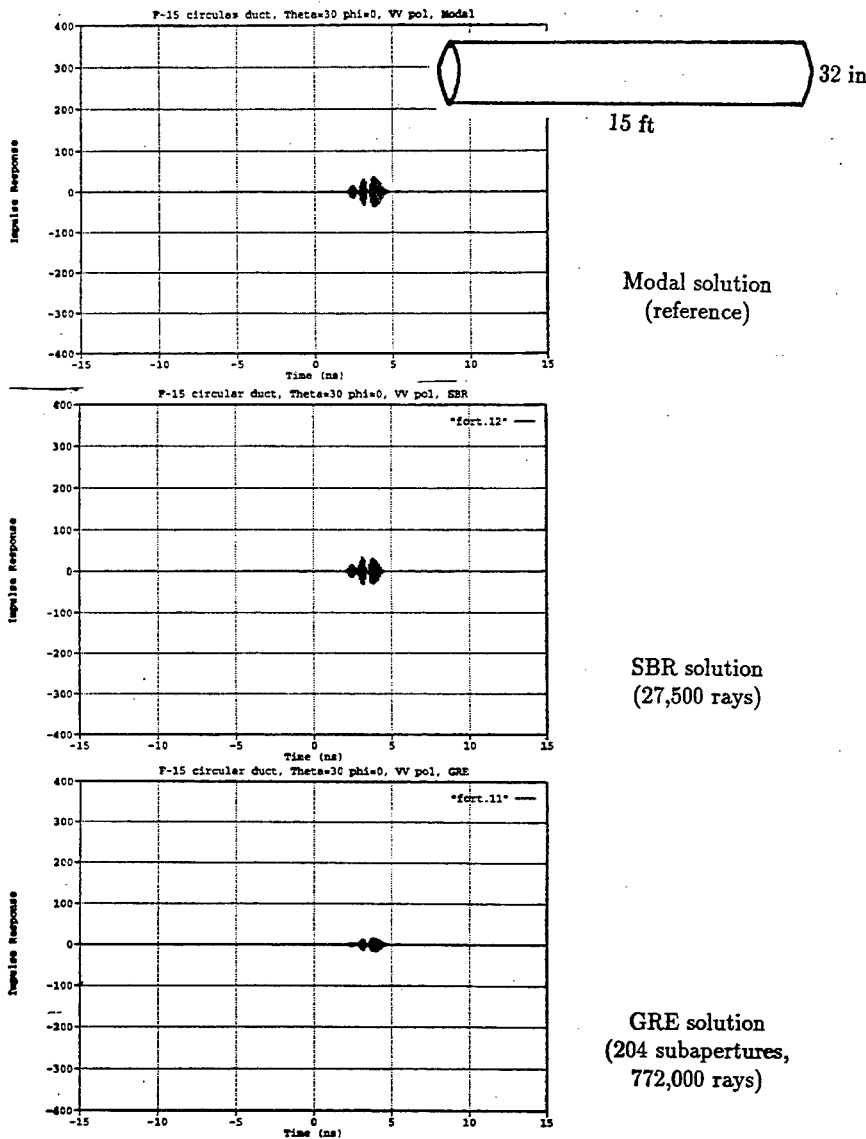 F-15 circular duct, Theta=30 phi=0, VV pol, Modal
400
300
200
100
0
-100
-200
-300
-400
-15
-10
-5
0
5
10
15
Time (ns)
Impulse Response
32 in
15 ft
Modal solution
(reference)
F-15 circular duct, Theta=30 phi=0, VV pol, SBR
"fort.12"
400
300
200
100
0
-100
-200
-300
-400
-15
-10
-5
0
5
10
15
Time (ns)
Impulse Response
SBR solution
(27,500 rays)
F-15 circular duct, Theta=30 phi=0, VV pol, GRE
"fort.11"
400
300
200
100
0
-100
-200
-300
-400
-15
-10
-5
0
5
10
15
Time (ns)
Impulse Response
GRE solution
(204 subapertures,
772,000 rays)